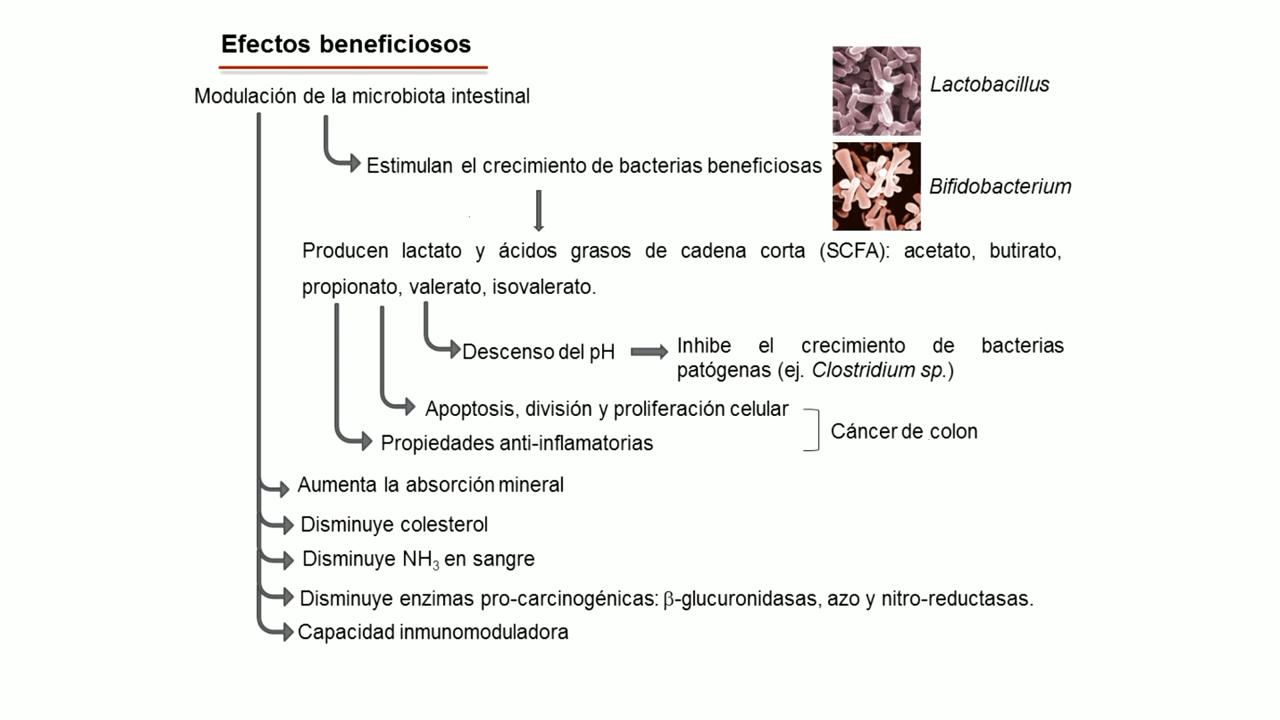 Efectos beneficiosos
Modulación de la microbiota intestinal
Lactobacillus
Estimulan el crecimiento de bacterias beneficiosas
Bifidobacterium
Producen lactato y ácidos grasos de cadena corta (SCFA): acetato, butirato,
propionato, valerato, isovalerato.
Descenso del pH
Inhibe el crecimiento de bacterias
patógenas (ej. Clostridium sp.)
Apoptosis, división y proliferación celular
Propiedades anti-inflamatorias
Cáncer de colon
Aumenta la absorción mineral
Disminuye colesterol
Disminuye NH₃ en sangre
Disminuye enzimas pro-carcinogénicas: β-glucuronidasas, azo y nitro-reductasas.
Capacidad inmunomoduladora